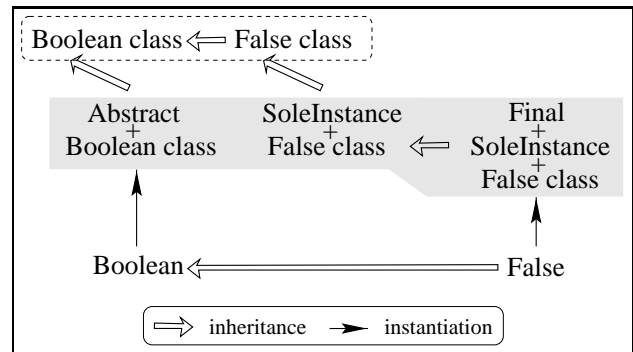 Boolean class False class
Abstract
+
Boolean class
SoleInstance
+
False class
Final
+
SoleInstance
+
False class
Boolean False
inheritance instantiation